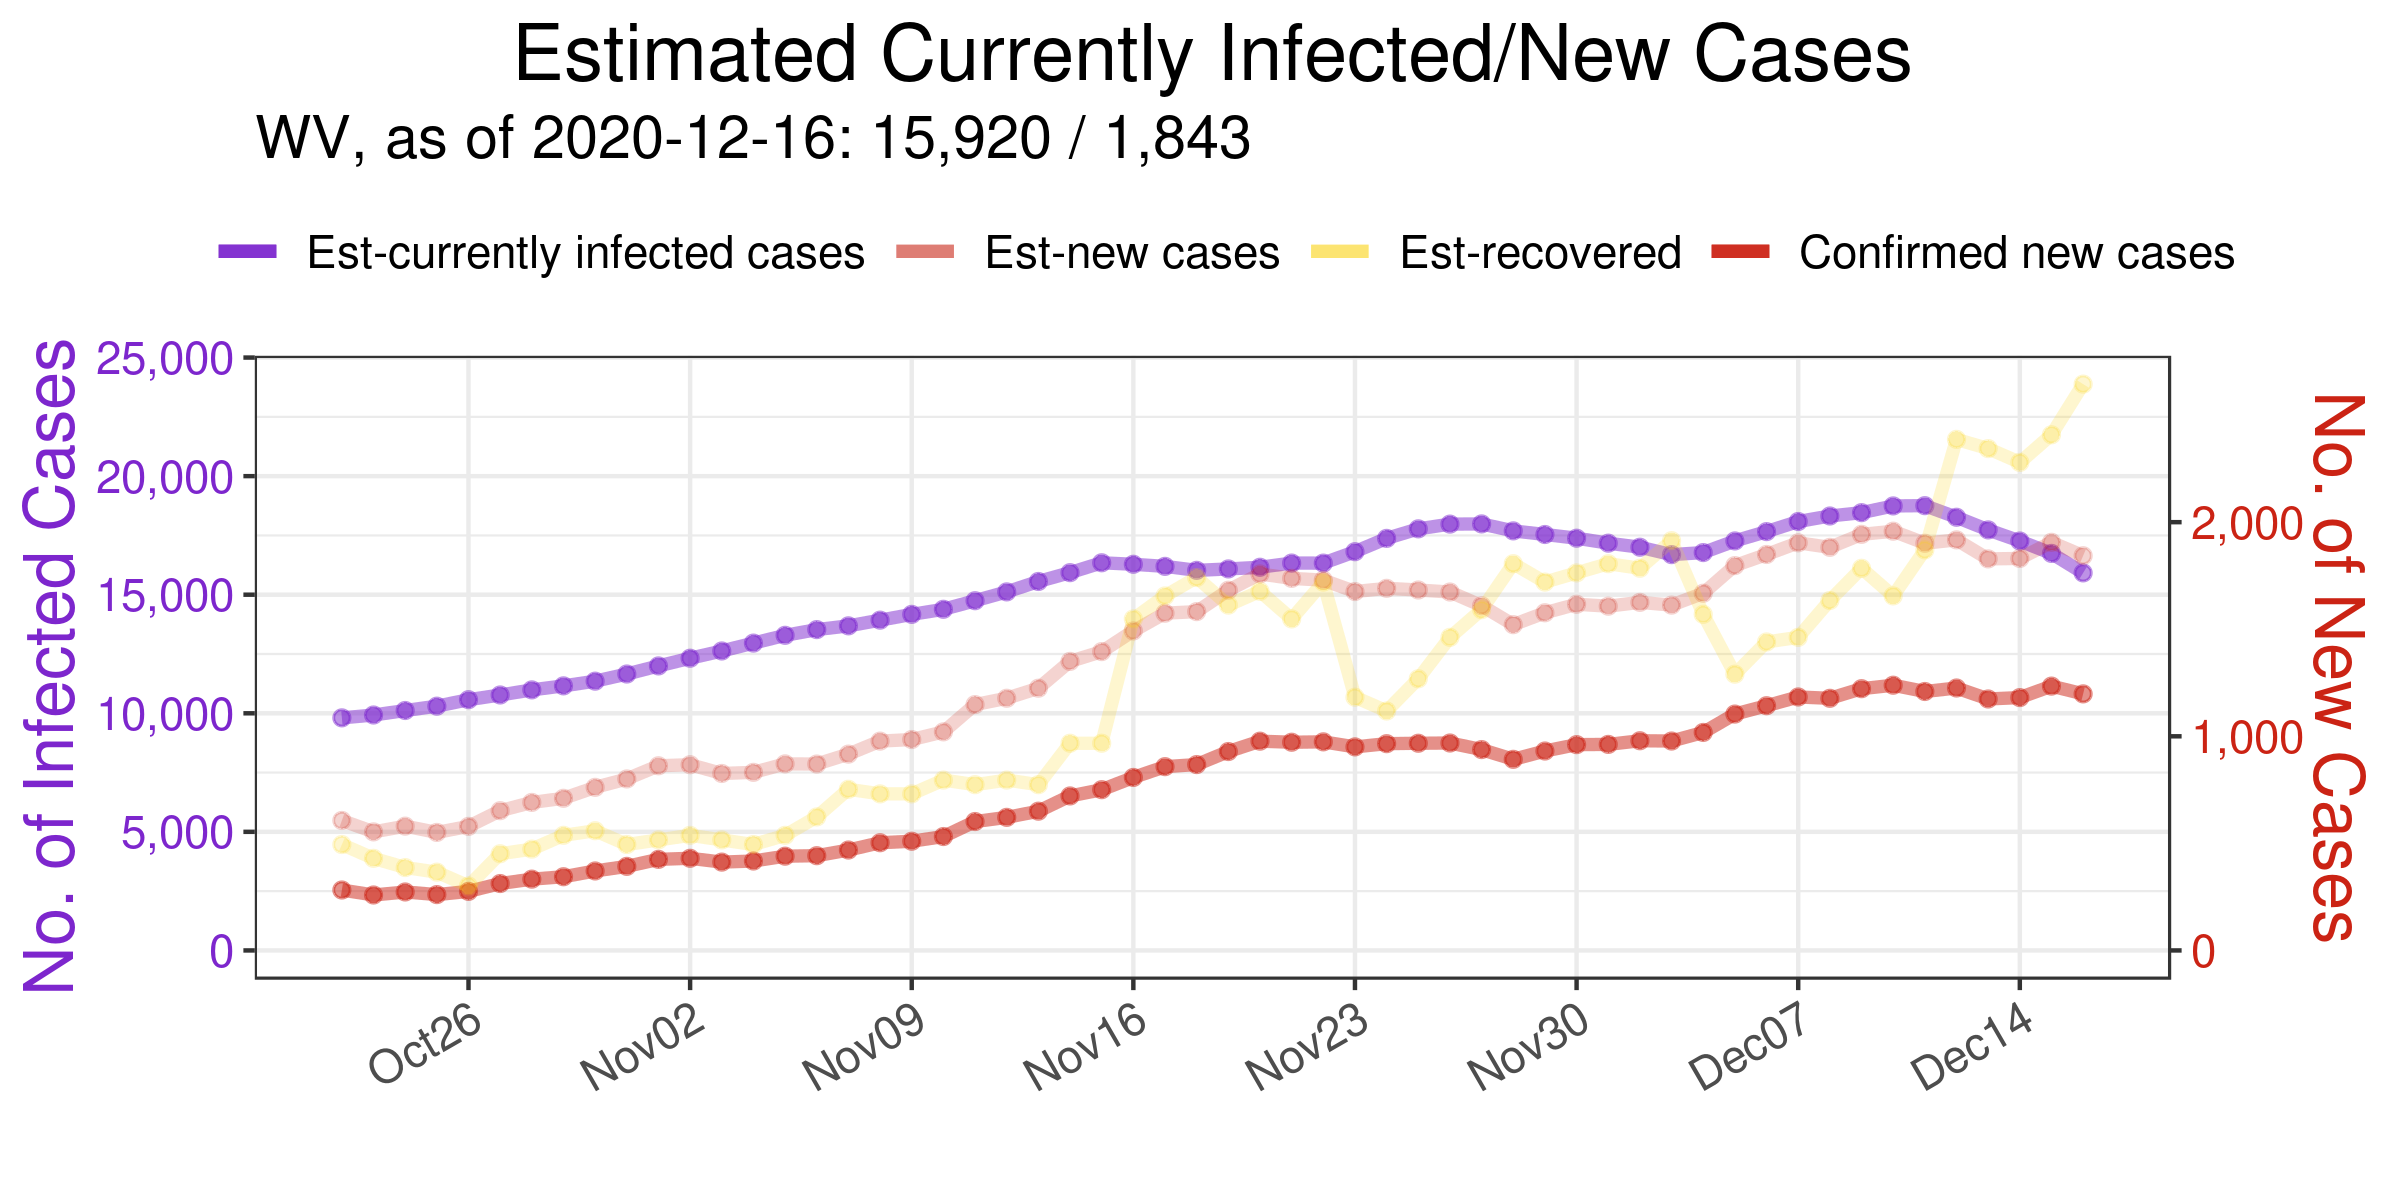 Estimated Currently Infected/New Cases
WV, as of 2020-12-16: 15,920 / 1,843
Est-currently infected cases Est-new cases Est-recovered Confirmed new cases
No. of Infected Cases
25,000
20,000
15,000
10,000
5,000
0
2,000
1,000
0
No. of New Cases
Oct26 Nov02 Nov09 Nov16 Nov23 Nov30 Dec07 Dec14